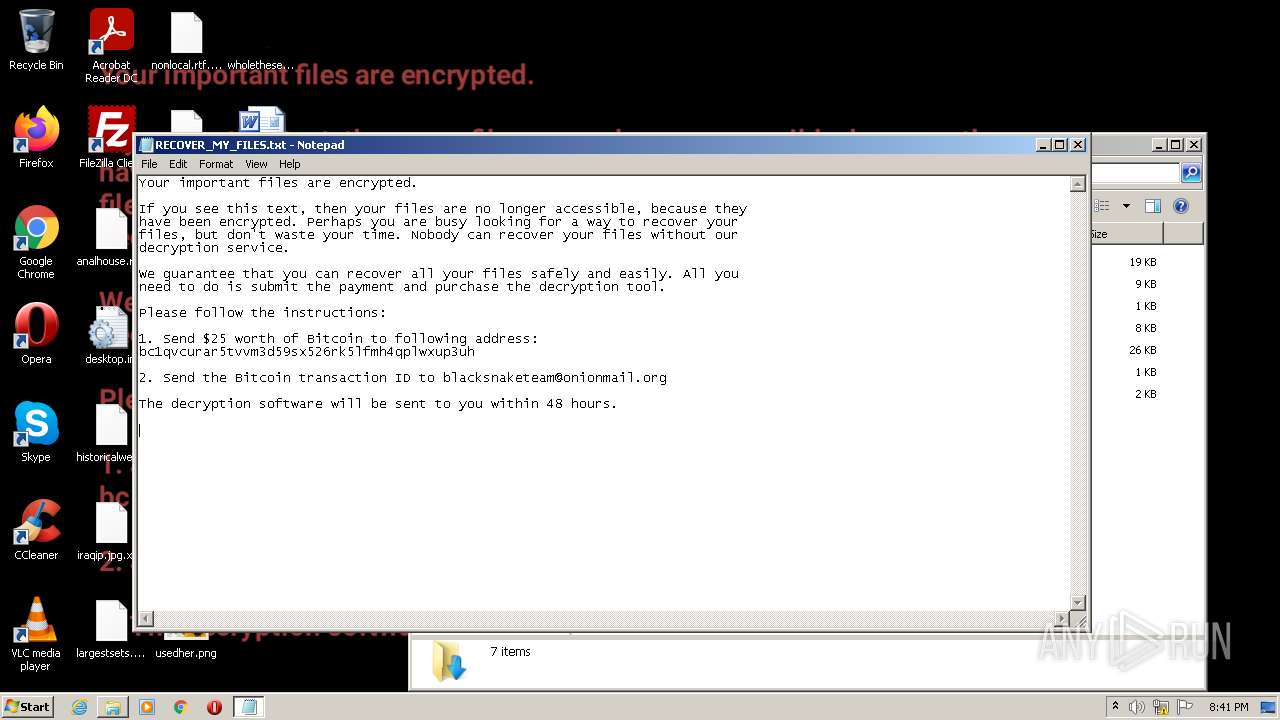 Recycle Bin
Acrobat
Reader DC
nonlocal.rtf....
wholethese...
Your important files are encrypted.
Firefox
FileZilla Clie
RECOVER_MY_FILES.txt - Notepad
File Edit Format View Help
Your important files are encrypted.
If you see this text, then your files are no longer accessible, because they
have been encrypted. Perhaps you are busy looking for a way to recover your
files, but don't waste your time. Nobody can recover your files without our
decryption service.
We guarantee that you can recover all your files safely and easily. All you
need to do is submit the payment and purchase the decryption tool.
Please follow the instructions:
1. Send $25 worth of Bitcoin to following address:
bc1qvcurar5tvvm3d59sx526rk5lfmh4qplwxup3uh
2. Send the Bitcoin transaction ID to blacksnaketeam@onionmail.org
The decryption software will be sent to you within 48 hours.
Google
Chrome
analhouse.r
Opera
desktop.in
Skype
historicalwe
CCleaner
iraqip.jpg.x
VLC media
player
largestsets....
usedher.png
1.
bc
2.
Size
19 KB
9 KB
1 KB
8 KB
26 KB
1 KB
2 KB
7 items
ANY RUN
Start
8:41 PM